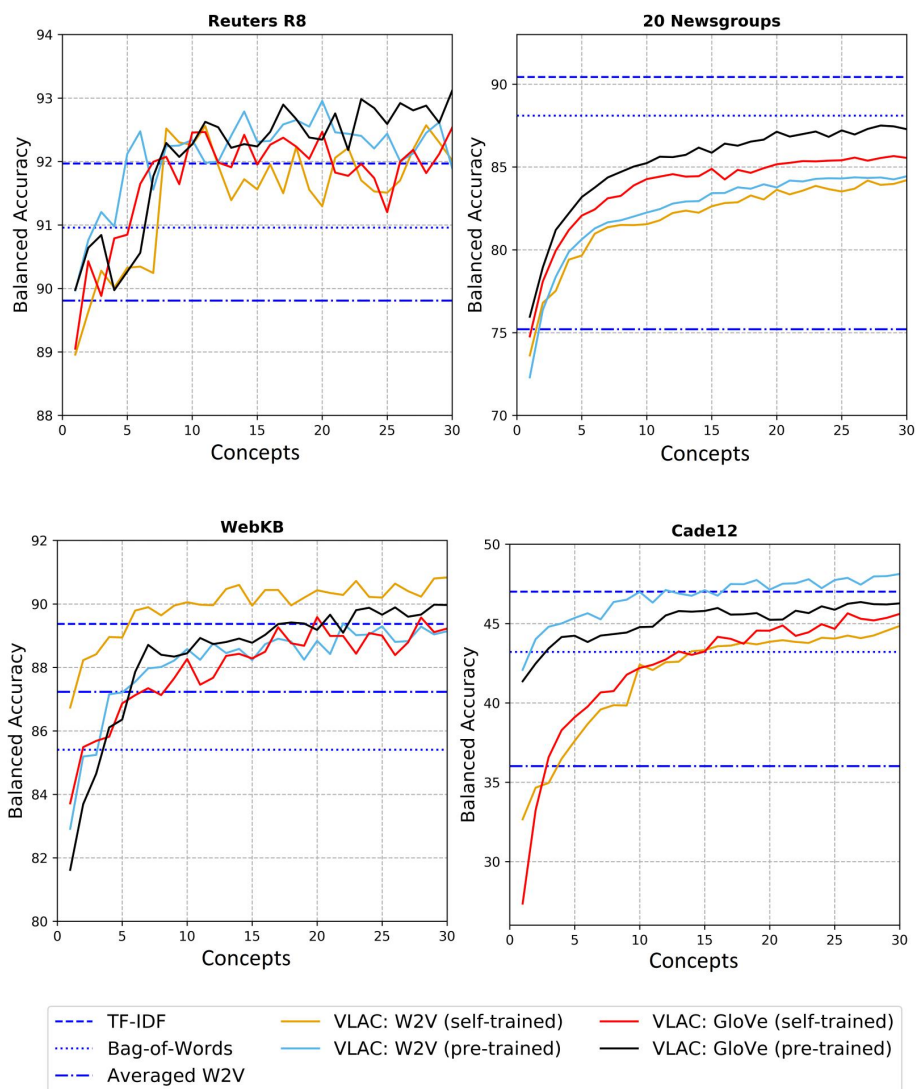 Reuters R8
94
93
92
91
90
89
88
0 5 10 15 20 25 30
Balanced Accuracy
Concepts
20 Newsgroups
90
85
80
75
70
0 5 10 15 20 25 30
Balanced Accuracy
Concepts
WebKB
92
90
88
86
84
82
80
0 5 10 15 20 25 30
Balanced Accuracy
Concepts
Cade12
50
45
40
35
30
0 5 10 15 20 25 30
Balanced Accuracy
Concepts
TF-IDF
Bag-of-Words
Averaged W2V
VLAC: W2V (self-trained)
VLAC: W2V (pre-trained)
VLAC: GloVe (self-trained)
VLAC: GloVe (pre-trained)